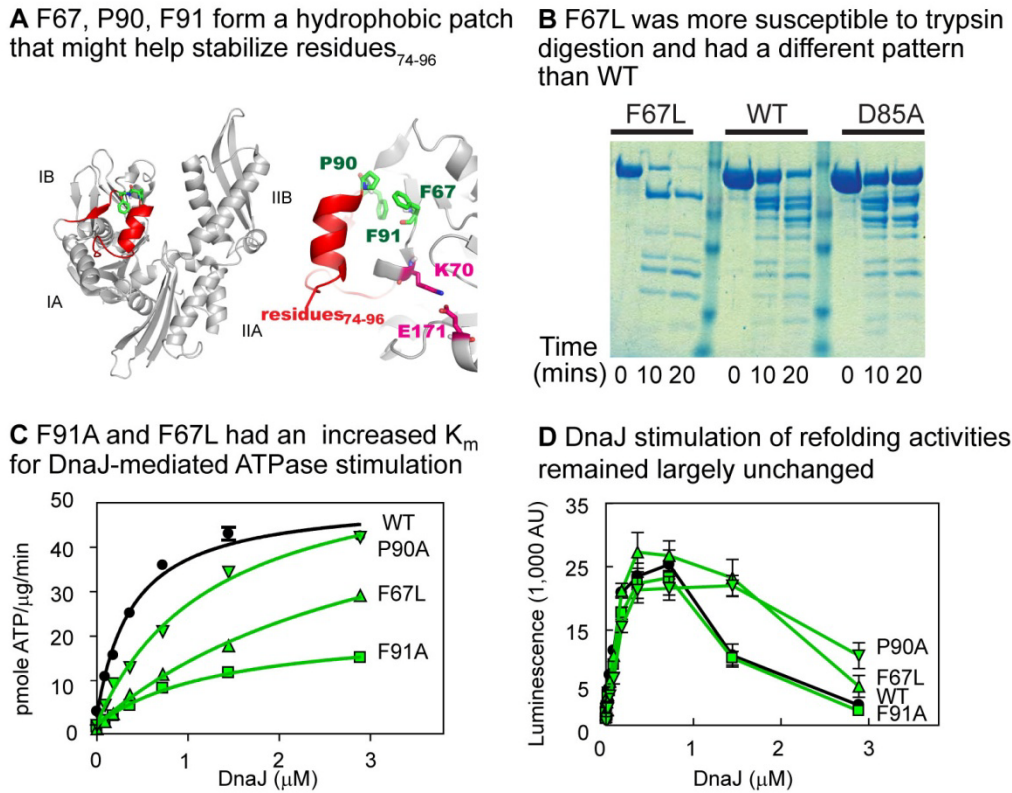 A F67, P90, F91 form a hydrophobic patch
that might help stabilize residues74-96
IB
IIB
IA
IIA
P90
F67
F91
K70
residues74-96
E171
B F67L was more susceptible to trypsin
digestion and had a different pattern
than WT
F67L WT D85A
Time
(mins) 0 10 20 0 10 20 0 10 20
C F91A and F67L had an increased Km
for DnaJ-mediated ATPase stimulation
pmole ATP/μg/min
50
40
30
20
10
0
WT
P90A
F67L
F91A
0 1 2 3
DnaJ (μM)
D DnaJ stimulation of refolding activities
remained largely unchanged
Luminescence (1,000 AU)
35
25
15
5
0
P90A
F67L
WT
F91A
0 1 2 3
DnaJ (μM)